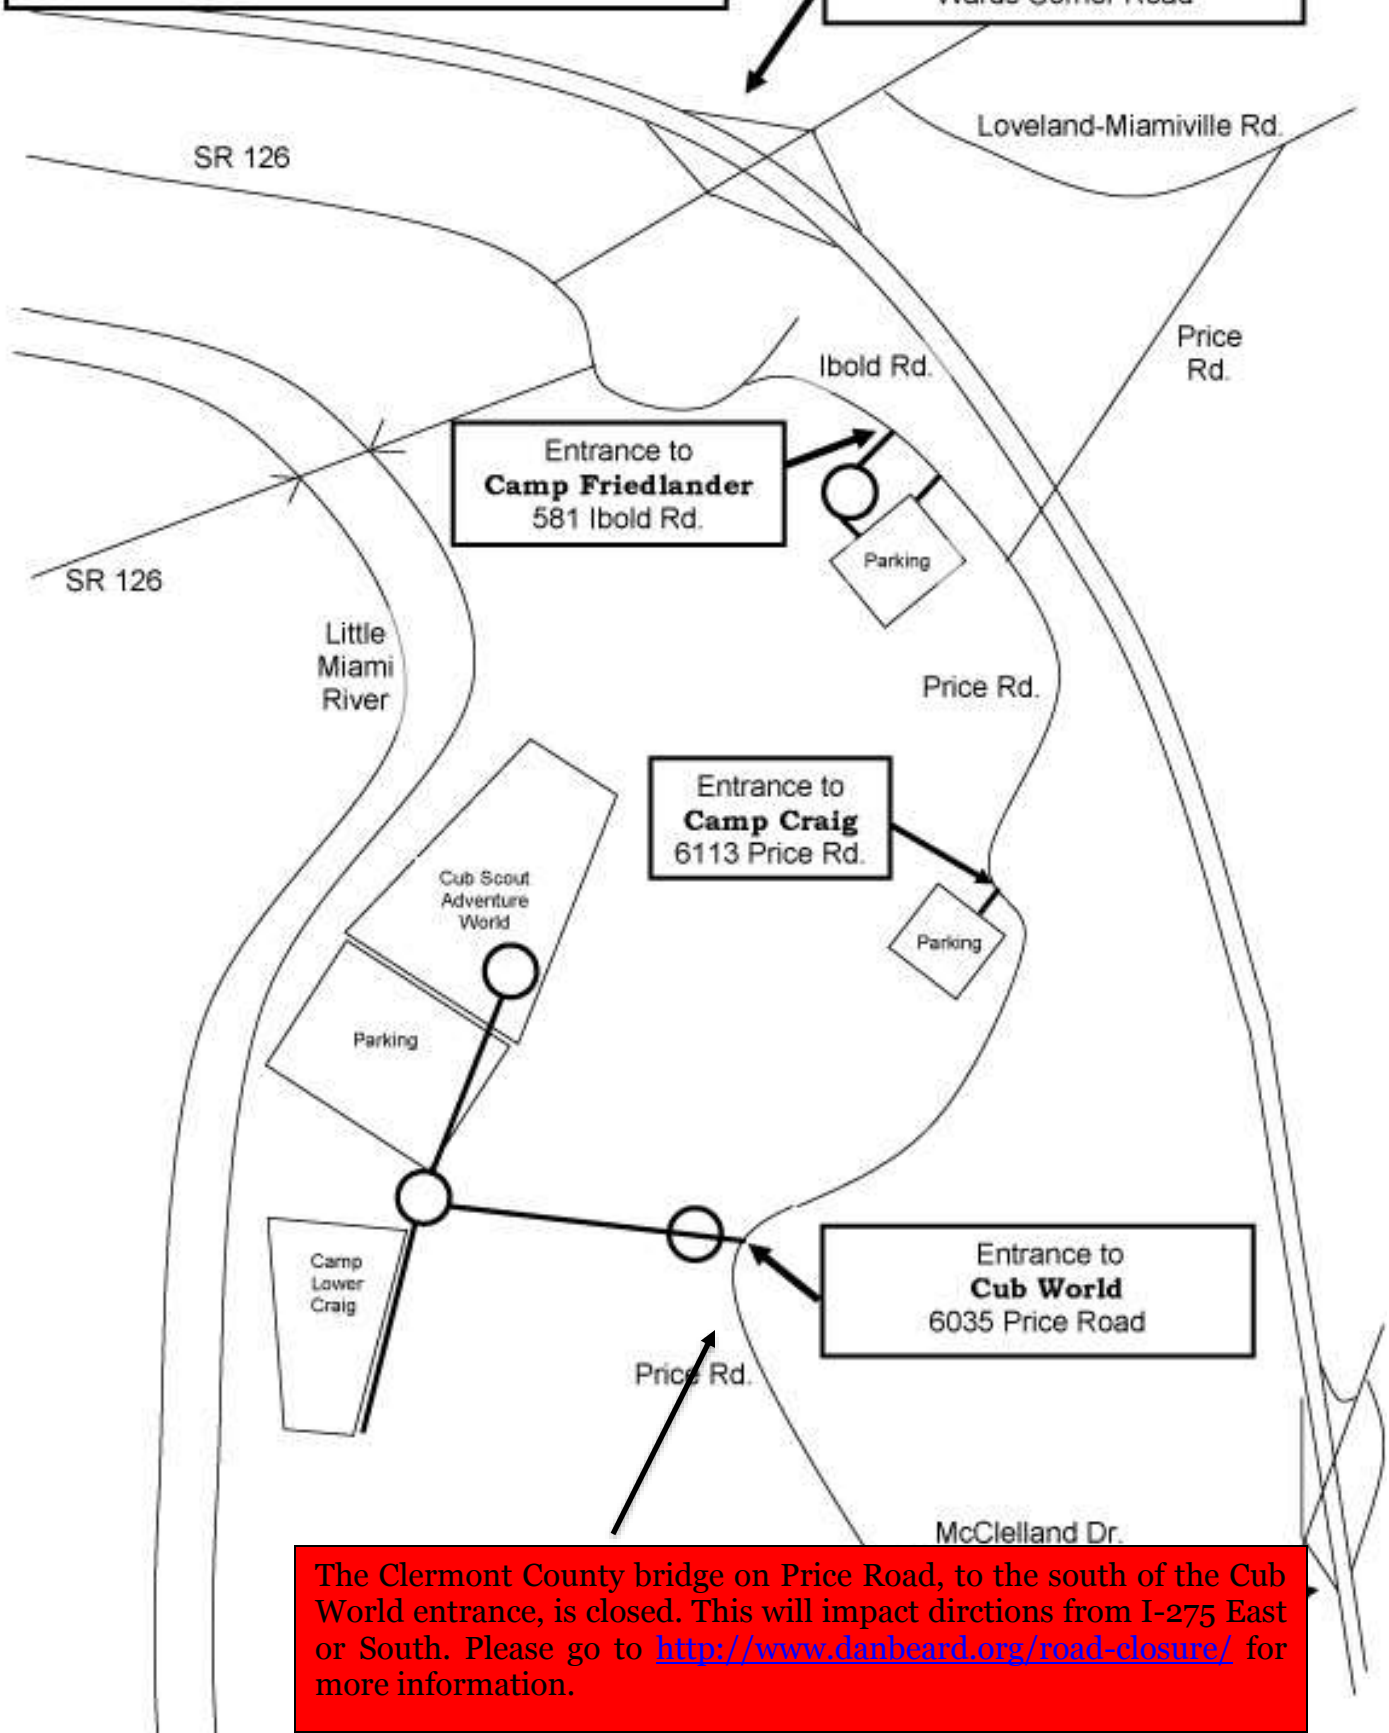 Wards Corner Road
Loveland-Miamiville Rd.
SR 126
Price
Rd.
Ibold Rd.
Entrance to
Camp Friedlander
581 Ibold Rd.
Parking
SR 126
Little
Miami
River
Price Rd.
Entrance to
Camp Craig
6113 Price Rd.
Cub Scout
Adventure
World
Parking
Parking
Entrance to
Cub World
6035 Price Road
Camp
Lower
Craig
Price Rd.
McClelland Dr.
The Clermont County bridge on Price Road, to the south of the Cub
World entrance, is closed. This will impact dirctions from I-275 East
or South. Please go to http://www.danbeard.org/road-closure/ for
more information.